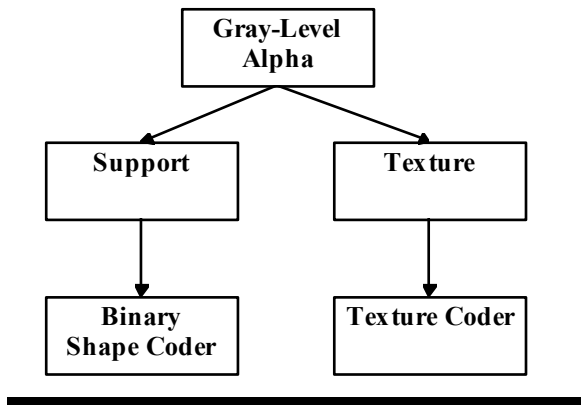 Gray-Level
Alpha
Support
Texture
Binary
Shape Coder
Texture Coder